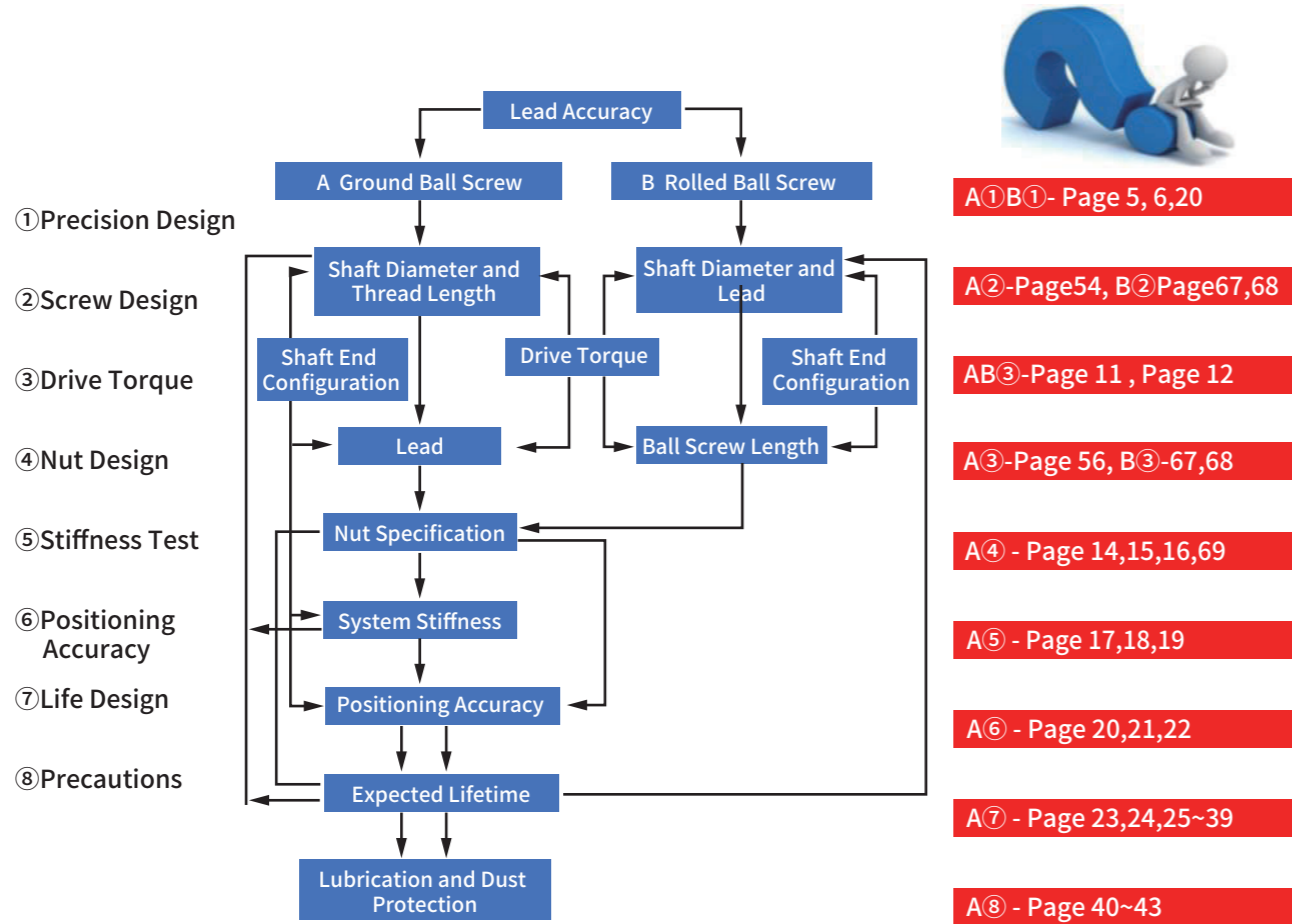 Lead Accuracy
A Ground Ball Screw
B Rolled Ball Screw
①Precision Design
②Screw Design
③Drive Torque
④Nut Design
⑤Stiffness Test
⑥Positioning
Accuracy
⑦Life Design
⑧Precautions
Shaft Diameter and
Thread Length
Shaft Diameter and
Lead
Shaft End
Configuration
Drive Torque
Shaft End
Configuration
Lead
Ball Screw Length
Nut Specification
System Stiffness
Positioning Accuracy
Expected Lifetime
Lubrication and Dust
Protection
A①B①- Page 5, 6,20
A②-Page54, B②Page67,68
AB③-Page 11 , Page 12
A③-Page 56, B③-67,68
A④ - Page 14,15,16,69
A⑤ - Page 17,18,19
A⑥ - Page 20,21,22
A⑦ - Page 23,24,25~39
A⑧ - Page 40~43